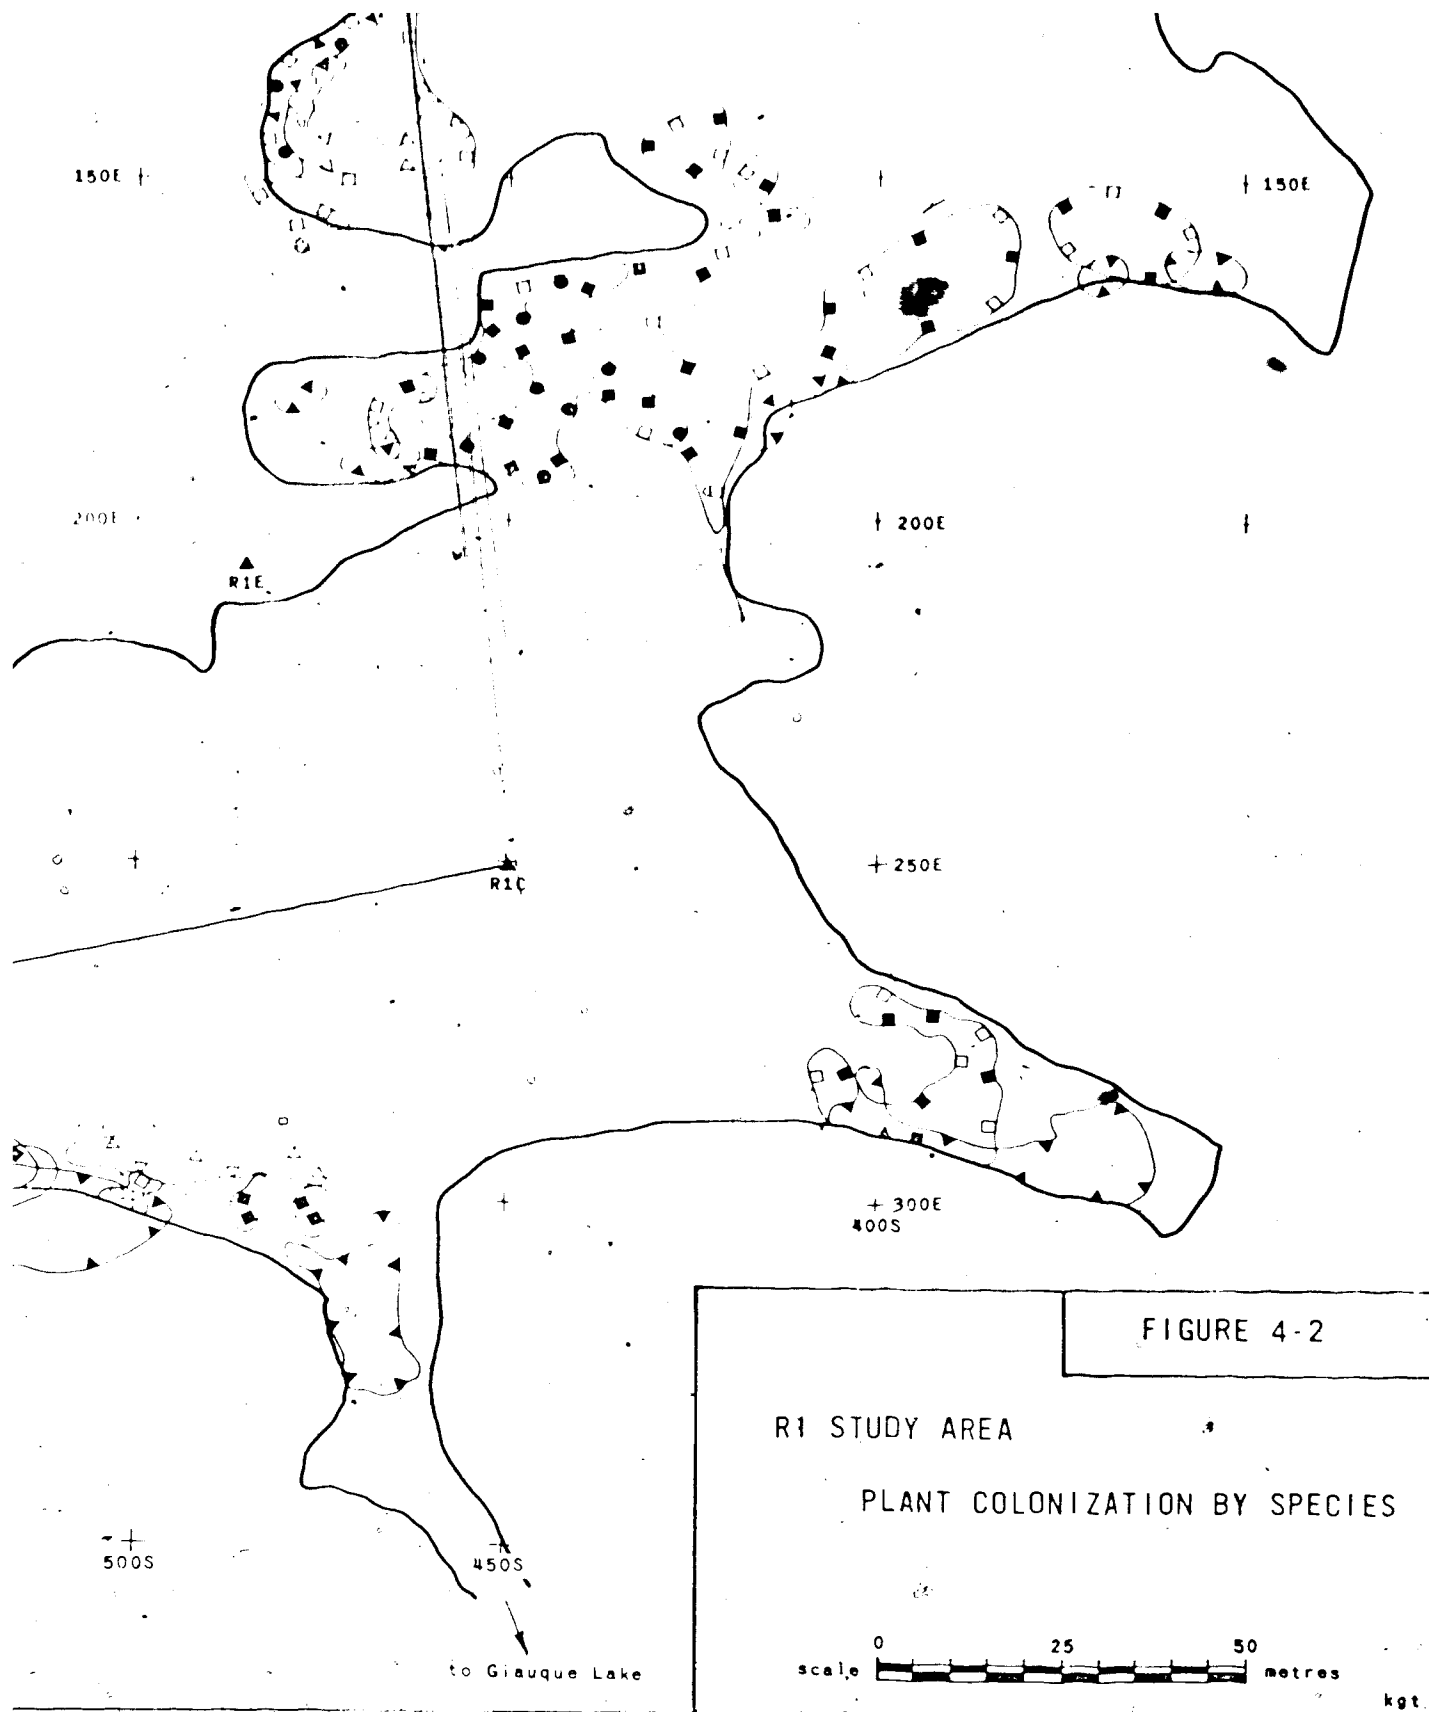 150E
150E
200E
200E
R1E
250E
R1C
300E
400S
FIGURE 4-2
R1 STUDY AREA
PLANT COLONIZATION BY SPECIES
500S
450S
to Giauque Lake
0 25 50
scale metres
kgt